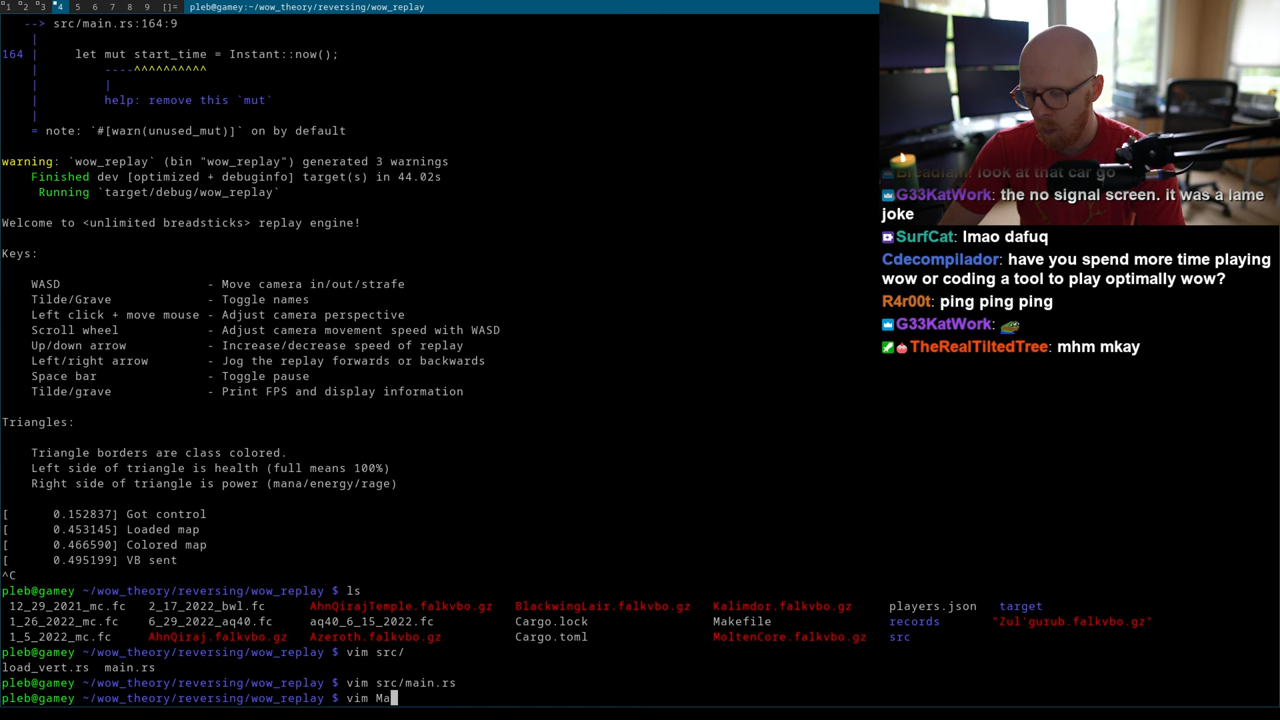 1 2 3 4 5 6 7 8 9 []= pleb@gamey:~/wow_theory/reversing/wow_replay
--> src/main.rs:164:9
|
164 | let mut start_time = Instant::now();
| ----^^^^^^^^^^
| |
| help: remove this `mut`
|
= note: `#[warn(unused_mut)]` on by default
warning: `wow_replay` (bin "wow_replay") generated 3 warnings
Finished dev [optimized + debuginfo] target(s) in 44.02s
Running `target/debug/wow_replay`
Welcome to <unlimited breadsticks> replay engine!
Keys:
WASD - Move camera in/out/strafe
Tilde/Grave - Toggle names
Left click + move mouse - Adjust camera perspective
Scroll wheel - Adjust camera movement speed with WASD
Up/down arrow - Increase/decrease speed of replay
Left/right arrow - Jog the replay forwards or backwards
Space bar - Toggle pause
Tilde/grave - Print FPS and display information
Triangles:
Triangle borders are class colored.
Left side of triangle is health (full means 100%)
Right side of triangle is power (mana/energy/rage)
[ 0.152837] Got control
[ 0.453145] Loaded map
[ 0.466590] Colored map
[ 0.495199] VB sent
^C
pleb@gamey ~/wow_theory/reversing/wow_replay $ ls
12_29_2021_mc.fc 2_17_2022_bwl.fc AhnQirajTemple.falkvbo.gz BlackwingLair.falkvbo.gz Kalimdor.falkvbo.gz players.json target
1_26_2022_mc.fc 6_29_2022_aq40.fc aq40_6_15_2022.fc Cargo.lock Makefile records "Zul'gurub.falkvbo.gz"
1_5_2022_mc.fc AhnQiraj.falkvbo.gz Azeroth.falkvbo.gz Cargo.toml MoltenCore.falkvbo.gz src
pleb@gamey ~/wow_theory/reversing/wow_replay $ vim src/
load_vert.rs main.rs
pleb@gamey ~/wow_theory/reversing/wow_replay $ vim src/main.rs
pleb@gamey ~/wow_theory/reversing/wow_replay $ vim Ma
look at that car go
G33KatWork: the no signal screen. it was a lame
joke
SurfCat: lmao dafuq
Cdecompilador: have you spend more time playing
wow or coding a tool to play optimally wow?
R4r00t: ping ping ping
G33KatWork:
TheRealTiltedTree: mhm mkay